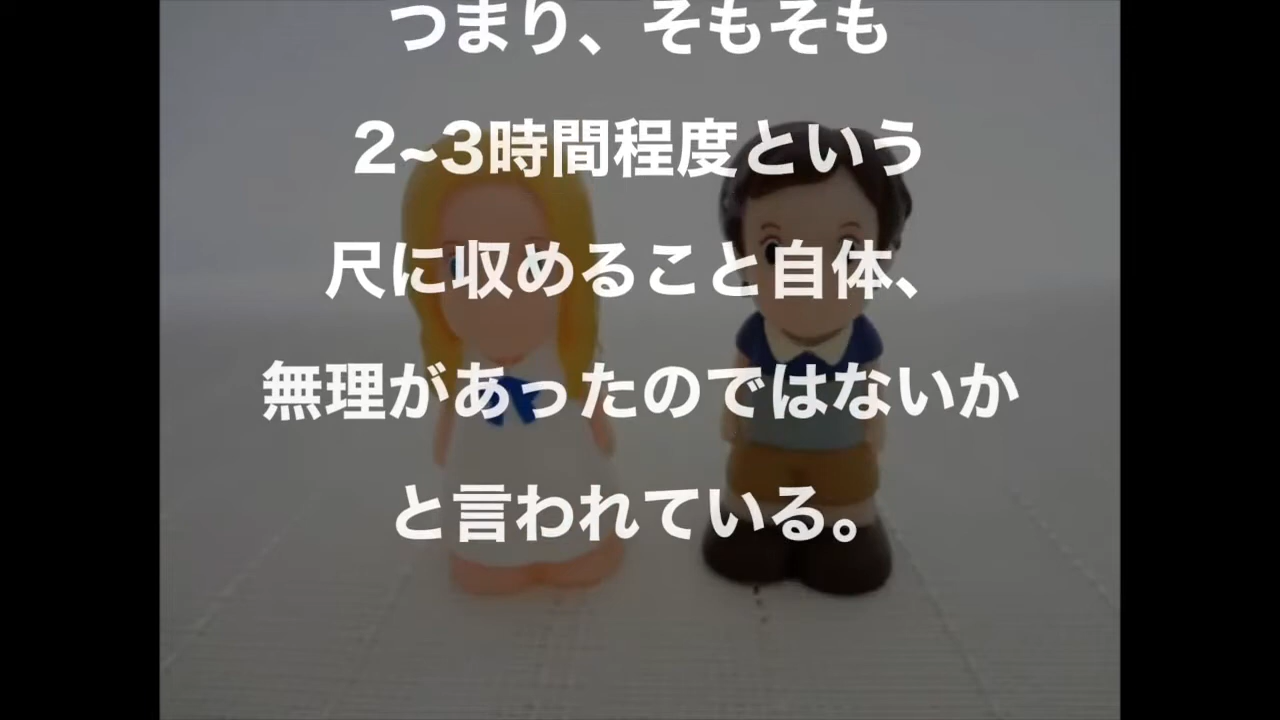 つまり、そもそも
2~3時間程度という
尺に収めること自体、
無理があったのではないか
と言われている。